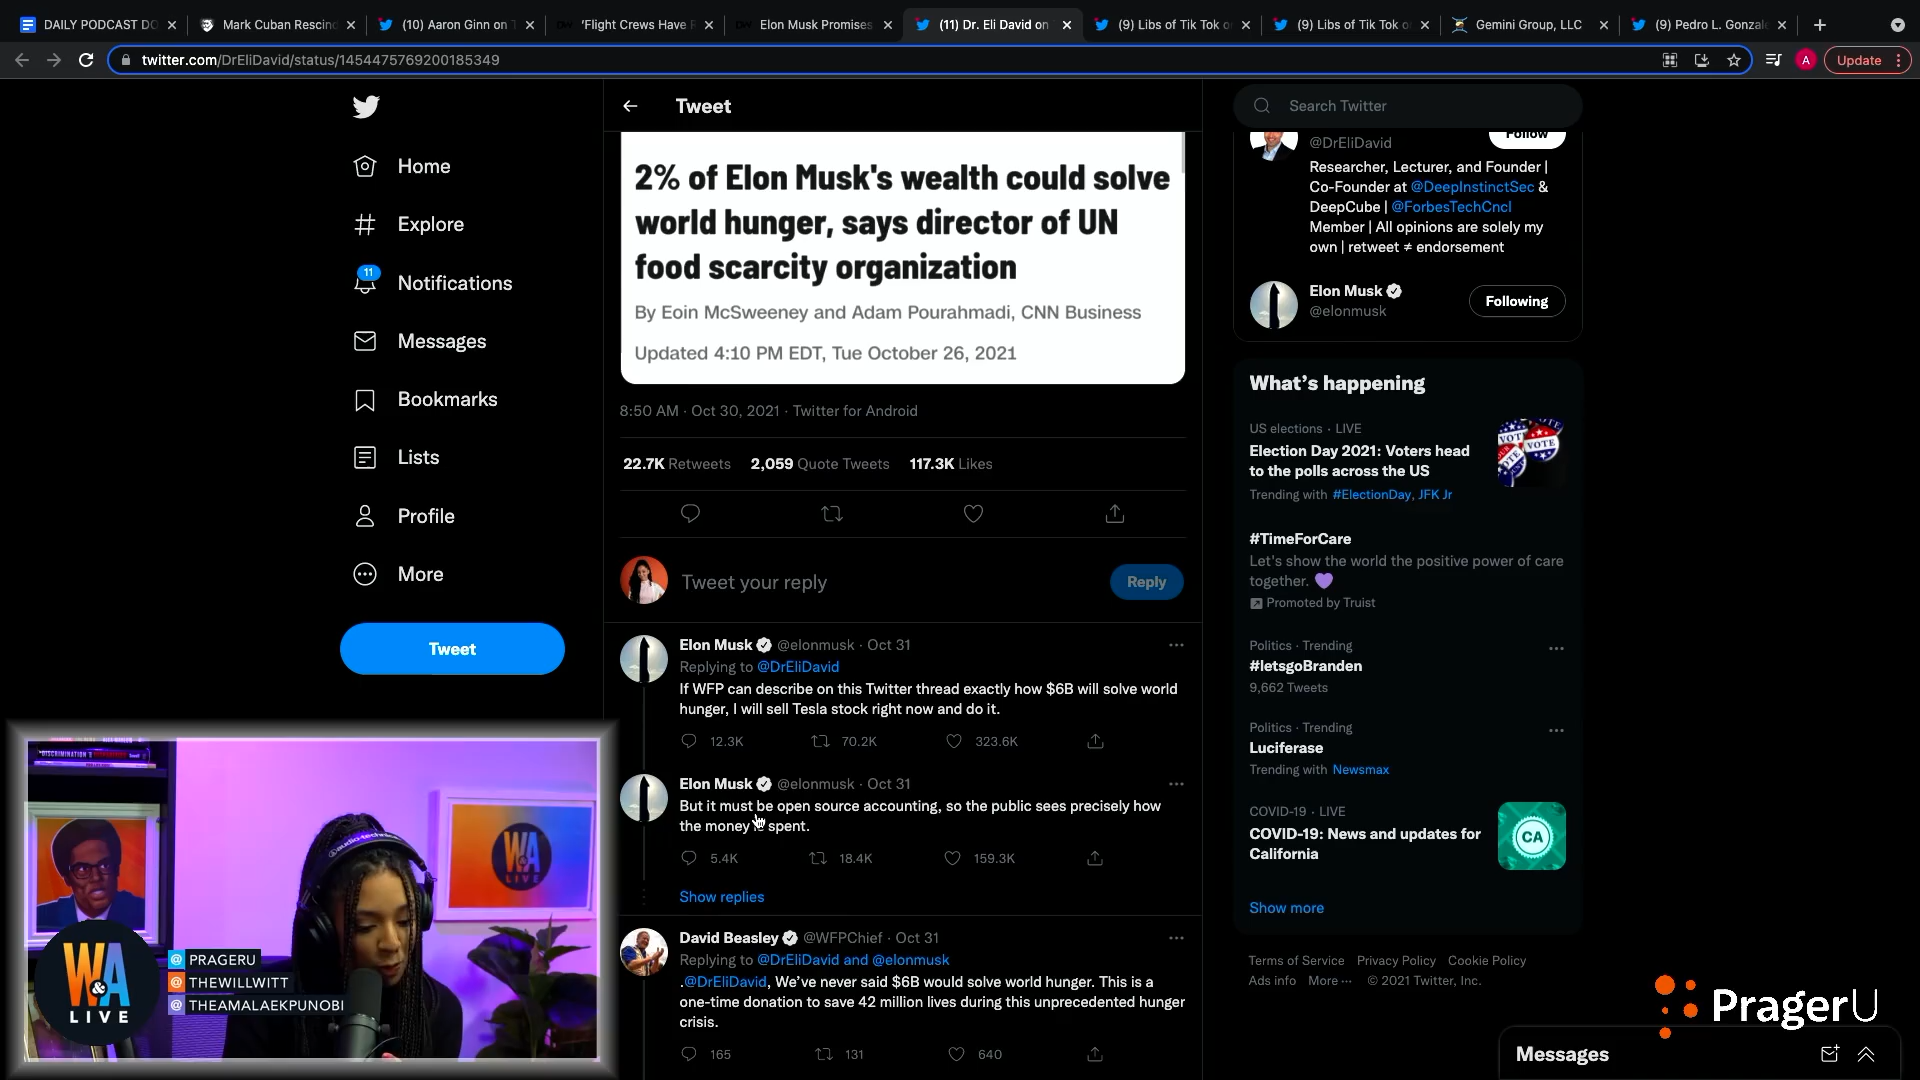 DAILY PODCAST DO
Mark Cuban Rescin
(10) Aaron Ginn on T
'Flight Crews Have R
Elon Musk Promises
(11) Dr. Eli David on
(9) Libs of Tik Tok o
(9) Libs of Tik Tok o
Gemini Group, LLC
(9) Pedro L. Gonzal
twitter.com/DrEliDavid/status/1454475769200185349
A
Update
Home
Explore
11
Notifications
Messages
Bookmarks
Lists
Profile
More
Tweet
Tweet
2% of Elon Musk's wealth could solve
world hunger, says director of UN
food scarcity organization
By Eoin McSweeney and Adam Pourahmadi, CNN Business
Updated 4:10 PM EDT, Tue October 26, 2021
8:50 AM · Oct 30, 2021 · Twitter for Android
22.7K Retweets 2,059 Quote Tweets 117.3K Likes
Tweet your reply
Reply
Elon Musk @elonmusk · Oct 31
Replying to @DrEliDavid
If WFP can describe on this Twitter thread exactly how $6B will solve world
hunger, I will sell Tesla stock right now and do it.
12.3K 70.2K 323.6K
Elon Musk @elonmusk · Oct 31
But it must be open source accounting, so the public sees precisely how
the money is spent.
5.4K 18.4K 159.3K
Show replies
David Beasley @WFPChief · Oct 31
Replying to @DrEliDavid and @elonmusk
.@DrEliDavid, We've never said $6B would solve world hunger. This is a
one-time donation to save 42 million lives during this unprecedented hunger
crisis.
165 131 640
Search Twitter
Follow
@DrEliDavid
Researcher, Lecturer, and Founder |
Co-Founder at @DeepInstinctSec &
DeepCube | @ForbesTechCncl
Member | All opinions are solely my
own | retweet ≠ endorsement
Elon Musk
@elonmusk
Following
What's happening
US elections · LIVE
Election Day 2021: Voters head
to the polls across the US
Trending with #ElectionDay, JFK Jr
VOTE
#TimeForCare
Let's show the world the positive power of care
together. 💜
Promoted by Truist
Politics · Trending
#letsgoBranden
9,662 Tweets
Politics · Trending
Luciferase
Trending with Newsmax
COVID-19 · LIVE
COVID-19: News and updates for
California
CA
Show more
Terms of Service Privacy Policy Cookie Policy
Ads info More ··· © 2021 Twitter, Inc.
Messages
PragerU
DISCRIMINATION
audio-technica
W&A
LIVE
W&A
LIVE
@ PRAGERU
@ THEWILLWITT
@ THEAMALAEKPUNOBI